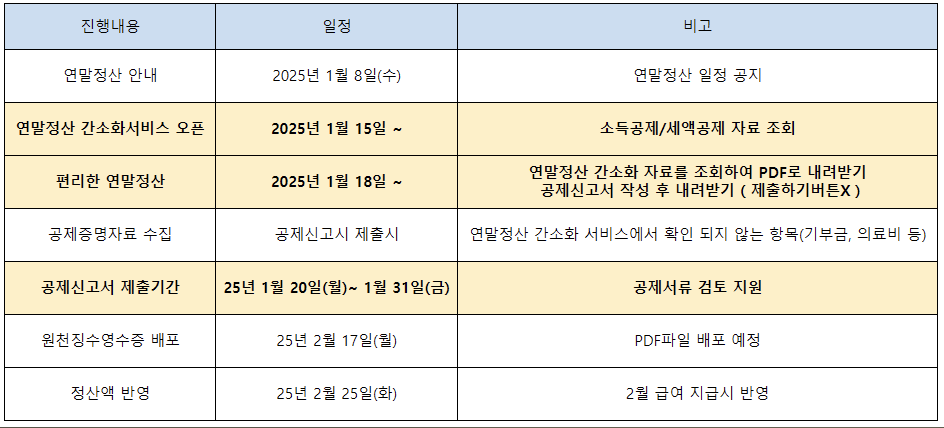 진행내용 일정 비고
연말정산 안내 2025년 1월 8일(수) 연말정산 일정 공지
연말정산 간소화서비스 오픈 2025년 1월 15일 ~ 소득공제/세액공제 자료 조회
편리한 연말정산 2025년 1월 18일 ~ 연말정산 간소화 자료를 조회하여 PDF로 내려받기
공제신고서 작성 후 내려받기 ( 제출하기버튼X )
공제증명자료 수집 공제신고시 제출시 연말정산 간소화 서비스에서 확인 되지 않는 항목(기부금, 의료비 등)
공제신고서 제출기간 25년 1월 20일(월)~ 1월 31일(금) 공제서류 검토 지원
원천징수영수증 배포 25년 2월 17일(월) PDF파일 배포 예정
정산액 반영 25년 2월 25일(화) 2월 급여 지급시 반영